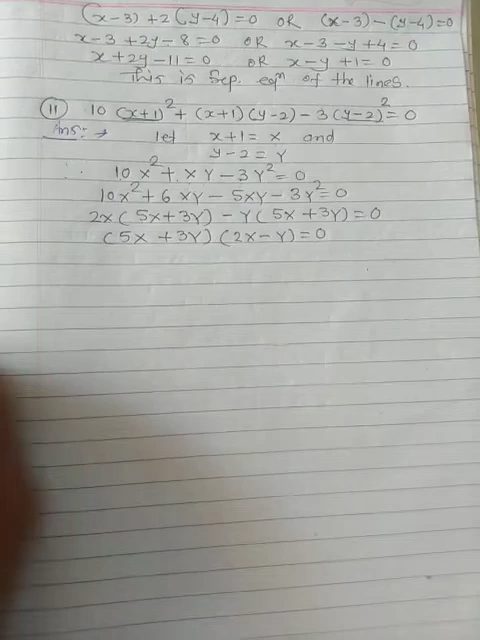 (x-3) + 2 (y-4) = 0 OR (x-3) - (y-4) = 0
x-3 + 2y - 8 = 0 OR x - 3 - y + 4 = 0
x + 2y - 11 = 0 OR x - y + 1 = 0
This is Sep. eqⁿ of the lines.
(11) 10 (x+1)² + (x+1) (y-2) - 3 (y-2)² = 0
Ans:→ let x+1 = X and
y-2 = Y
∴ 10X² + XY - 3Y² = 0
10X² + 6XY - 5XY - 3Y² = 0
2X (5X+3Y) - Y (5X+3Y) = 0
(5X + 3Y) (2X - Y) = 0